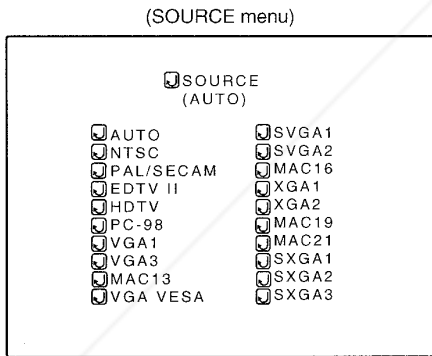 (SOURCE menu)
SOURCE
(AUTO)
AUTO
NTSC
PAL/SECAM
EDTV II
HDTV
PC-98
VGA1
VGA3
MAC13
VGA VESA
SVGA1
SVGA2
MAC16
XGA1
XGA2
MAC19
MAC21
SXGA1
SXGA2
SXGA3